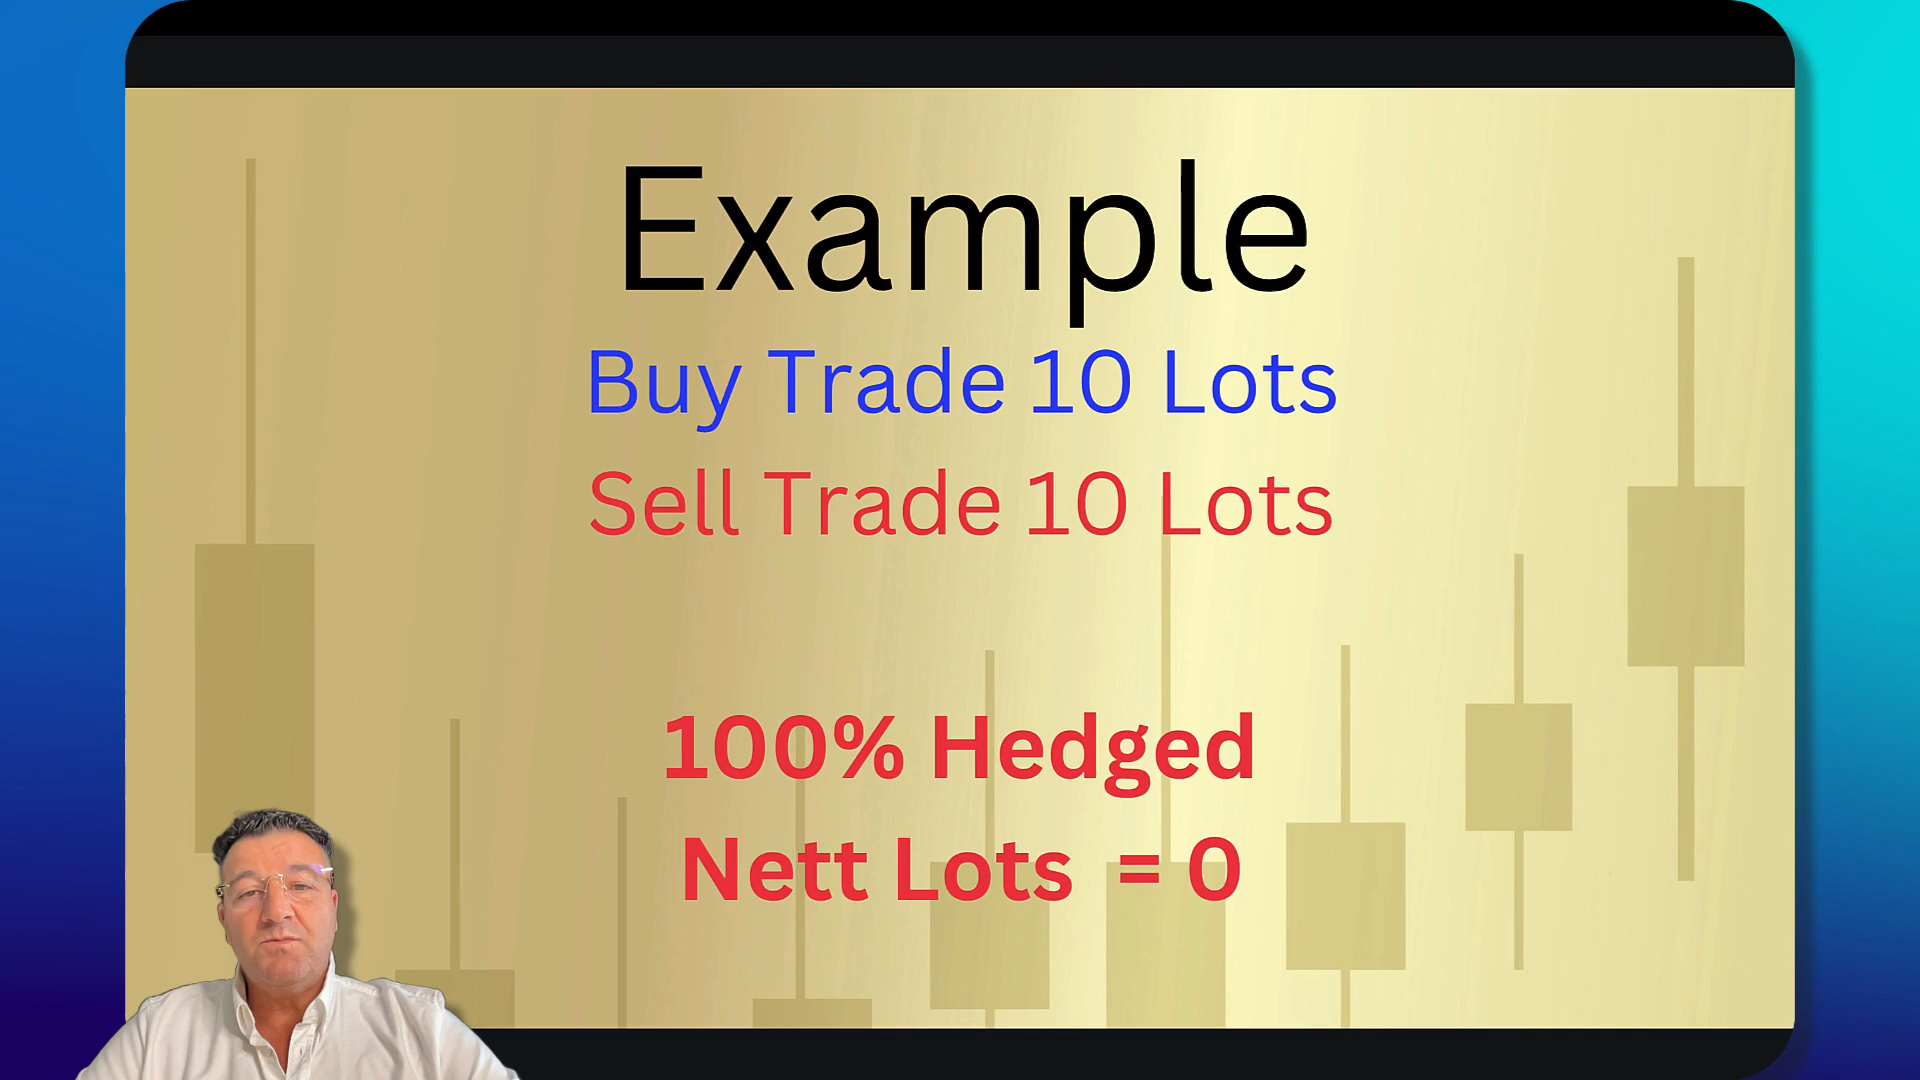 Example
Buy Trade 10 Lots
Sell Trade 10 Lots
100% Hedged
Nett Lots = 0